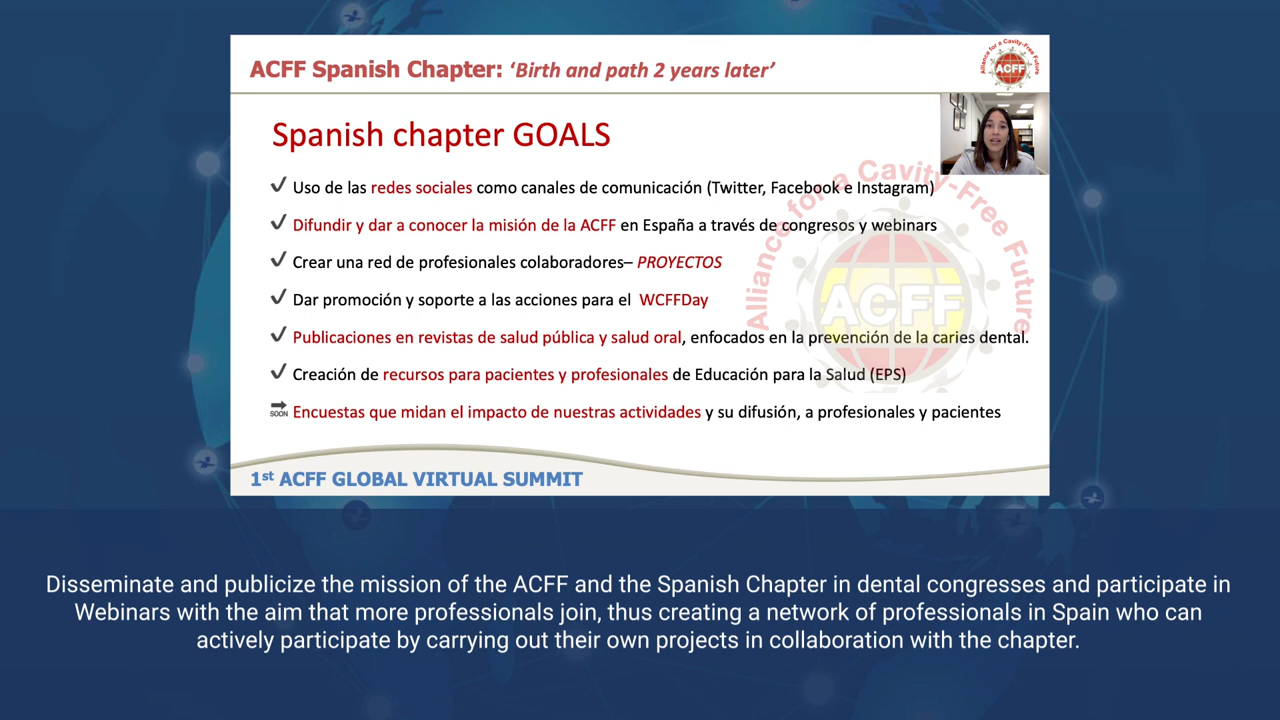 ACFF Spanish Chapter: ‘Birth and path 2 years later’
Alliance for a Cavity-Free Future
ACFF
Spanish chapter GOALS
Uso de las redes sociales como canales de comunicación (Twitter, Facebook e Instagram)
Difundir y dar a conocer la misión de la ACFF en España a través de congresos y webinars
Crear una red de profesionales colaboradores– PROYECTOS
Dar promoción y soporte a las acciones para el WCFFDay
Publicaciones en revistas de salud pública y salud oral, enfocados en la prevención de la caries dental.
Creación de recursos para pacientes y profesionales de Educación para la Salud (EPS)
SOON Encuestas que midan el impacto de nuestras actividades y su difusión, a profesionales y pacientes
Alliance for a Cavity-Free Future
ACFF
1st ACFF GLOBAL VIRTUAL SUMMIT
Disseminate and publicize the mission of the ACFF and the Spanish Chapter in dental congresses and participate in
Webinars with the aim that more professionals join, thus creating a network of professionals in Spain who can
actively participate by carrying out their own projects in collaboration with the chapter.